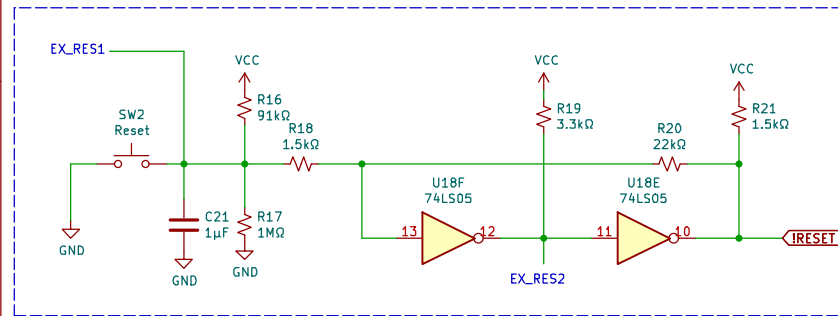 EX_RES1
VCC
VCC
VCC
R16
91kΩ
R19
3.3kΩ
R21
1.5kΩ
SW2
Reset
R18
1.5kΩ
R20
22kΩ
U18F
74LS05
U18E
74LS05
C21
1µF
R17
1MΩ
13
12
11
10
!RESET
GND
GND
GND
EX_RES2